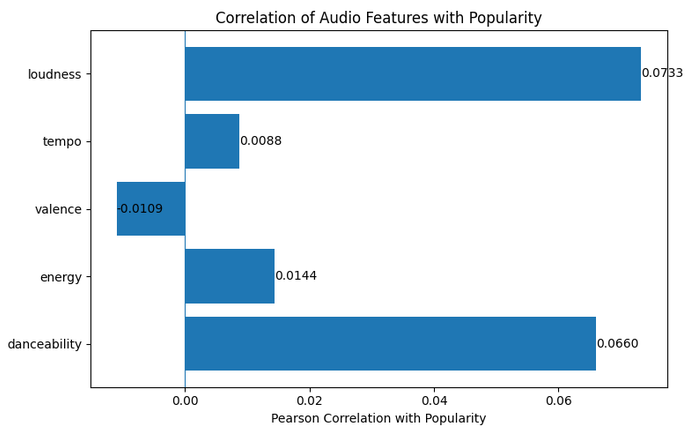 Correlation of Audio Features with Popularity
loudness 0.0733
tempo 0.0088
valence -0.0109
energy 0.0144
danceability 0.0660
0.00 0.02 0.04 0.06
Pearson Correlation with Popularity